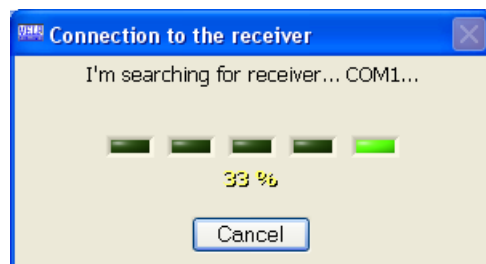 Connection to the receiver
I'm searching for receiver... COM1...
33 %
Cancel